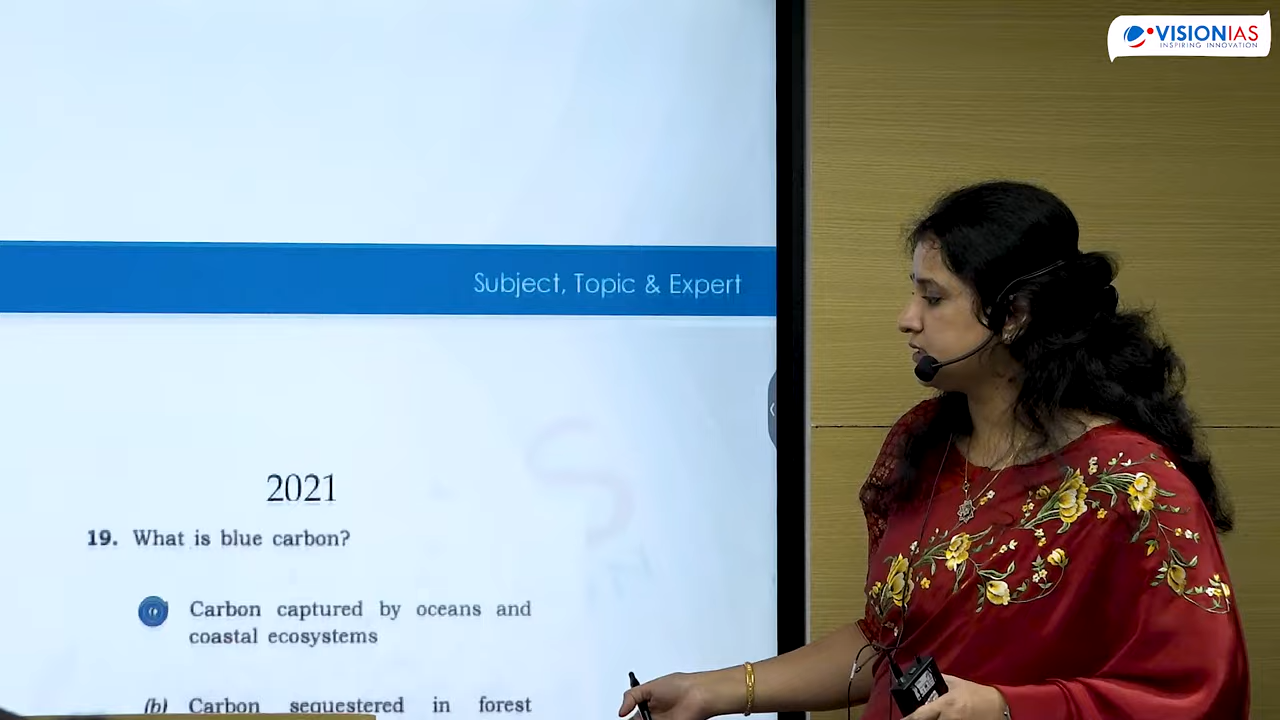 VISIONIAS
INSPIRING INNOVATION
Subject, Topic & Expert
2021
19. What is blue carbon?
Carbon captured by oceans and
coastal ecosystems
(b) Carbon sequestered in forest